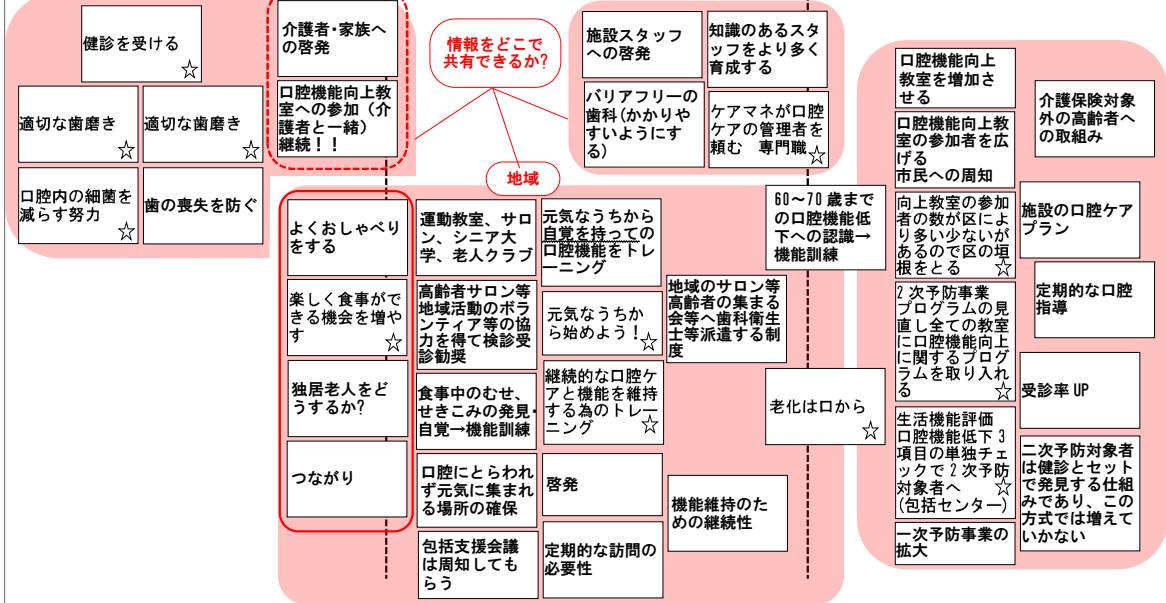 健診を受ける
☆
適切な歯磨き
☆
適切な歯磨き
☆
口腔内の細菌を
減らす努力
☆
歯の喪失を防ぐ
介護者・家族へ
の啓発
口腔機能向上教
室への参加（介
護者と一緒）
継続！！
情報をどこで
共有できるか?
施設スタッフ
への啓発
知識のあるス
タッフをより多く
育成する
バリアフリーの
歯科(かかりや
すいようにす
る）
ケアマネが口腔
ケアの管理者を
頼む　専門職
☆
地域
よくおしゃべり
をする
楽しく食事がで
きる機会を増や
す
☆
独居老人をど
うするか?
つながり
運動教室、サロ
ン、シニア大
学、老人クラブ
高齢者サロン等
地域活動のボラ
ンティア等の協
力を得て検診受
診勧奨
食事中のむせ、
せきこみの発見・
自覚→機能訓練
口腔にとらわれ
ず元気に集まれ
る場所の確保
包括支援会議
は周知しても
らう
元気なうちから
自覚を持っての
口腔機能をトレ
ーニング
元気なうちか
ら始めよう！
☆
継続的な口腔ケ
アと機能を維持
する為のトレー
ニング
☆
啓発
定期的な訪問の
必要性
地域のサロン等
高齢者の集まる
会等へ歯科衛生
士等派遣する制
度
機能維持のた
めの継続性
60～70 歳まで
の口腔機能低
下への認識→
機能訓練
老化は口から
☆
口腔機能向上
教室を増加さ
せる
口腔機能向上教
室の参加者を広
げる
市民への周知
向上教室の参加
者の数が区によ
り多い少ないが
あるので区の垣
根をとる
☆
2 次予防事業
プログラムの見
直し全ての教室
に口腔機能向上
に関するプログ
ラムを取り入れ
る
☆
生活機能評価
口腔機能低下 3
項目の単独チェ
ックで 2 次予防
対象者へ
☆
(包括センター)
一次予防事業の
拡大
介護保険対象
外の高齢者へ
の取組み
施設の口腔ケア
プラン
定期的な口腔
指導
受診率 UP
二次予防対象者
は健診とセット
で発見する仕組
みであり、この
方式では増えて
いかない